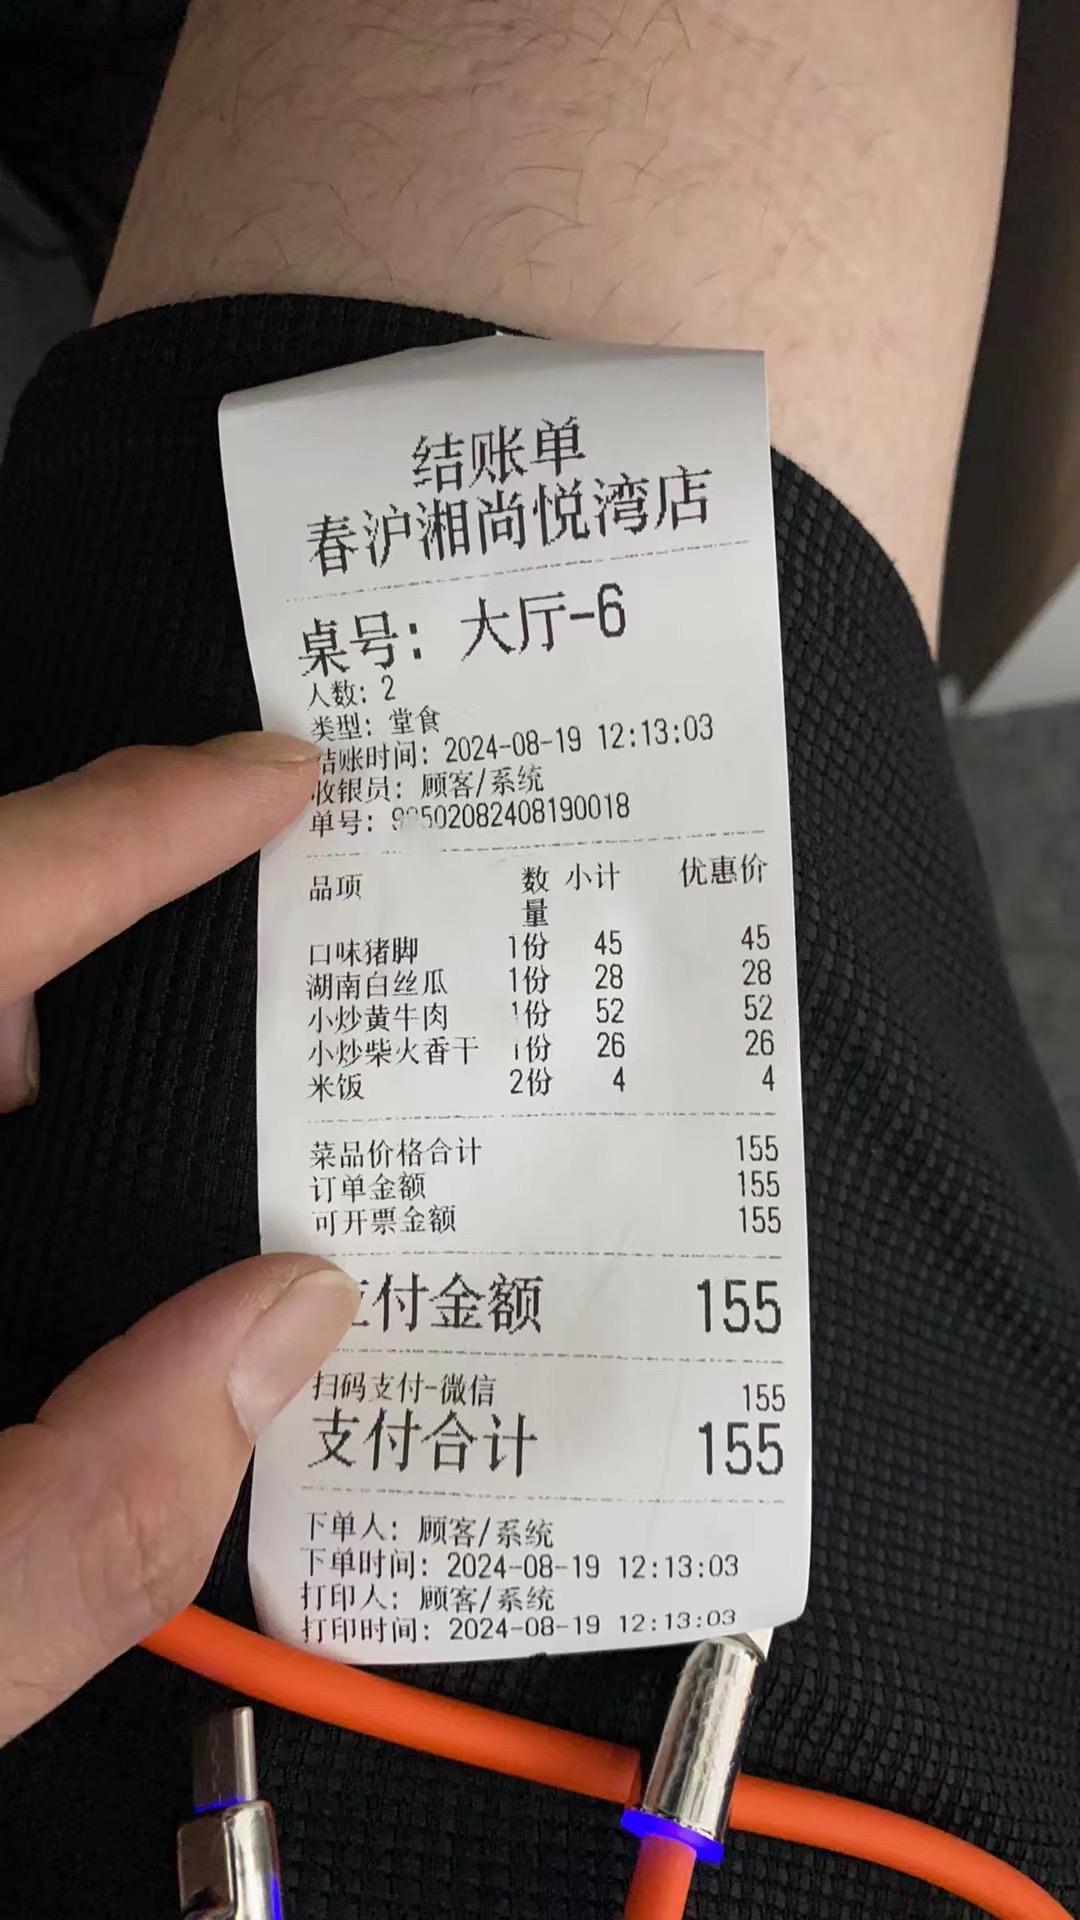 结账单
春沪湘尚悦湾店
桌号: 大厅-6
人数: 2
类型: 堂食
结账时间: 2024-08-19 12:13:03
收银员: 顾客/系统
单号: 502082408190018
品项 数量 小计 优惠价
口味猪脚 1份 45 45
湖南白丝瓜 1份 28 28
小炒黄牛肉 1份 52 52
小炒柴火香干 1份 26 26
米饭 2份 4 4
菜品价格合计 155
订单金额 155
可开票金额 155
付金额 155
扫码支付-微信 155
支付合计 155
下单人: 顾客/系统
下单时间: 2024-08-19 12:13:03
打印人: 顾客/系统
打印时间: 2024-08-19 12:13:03